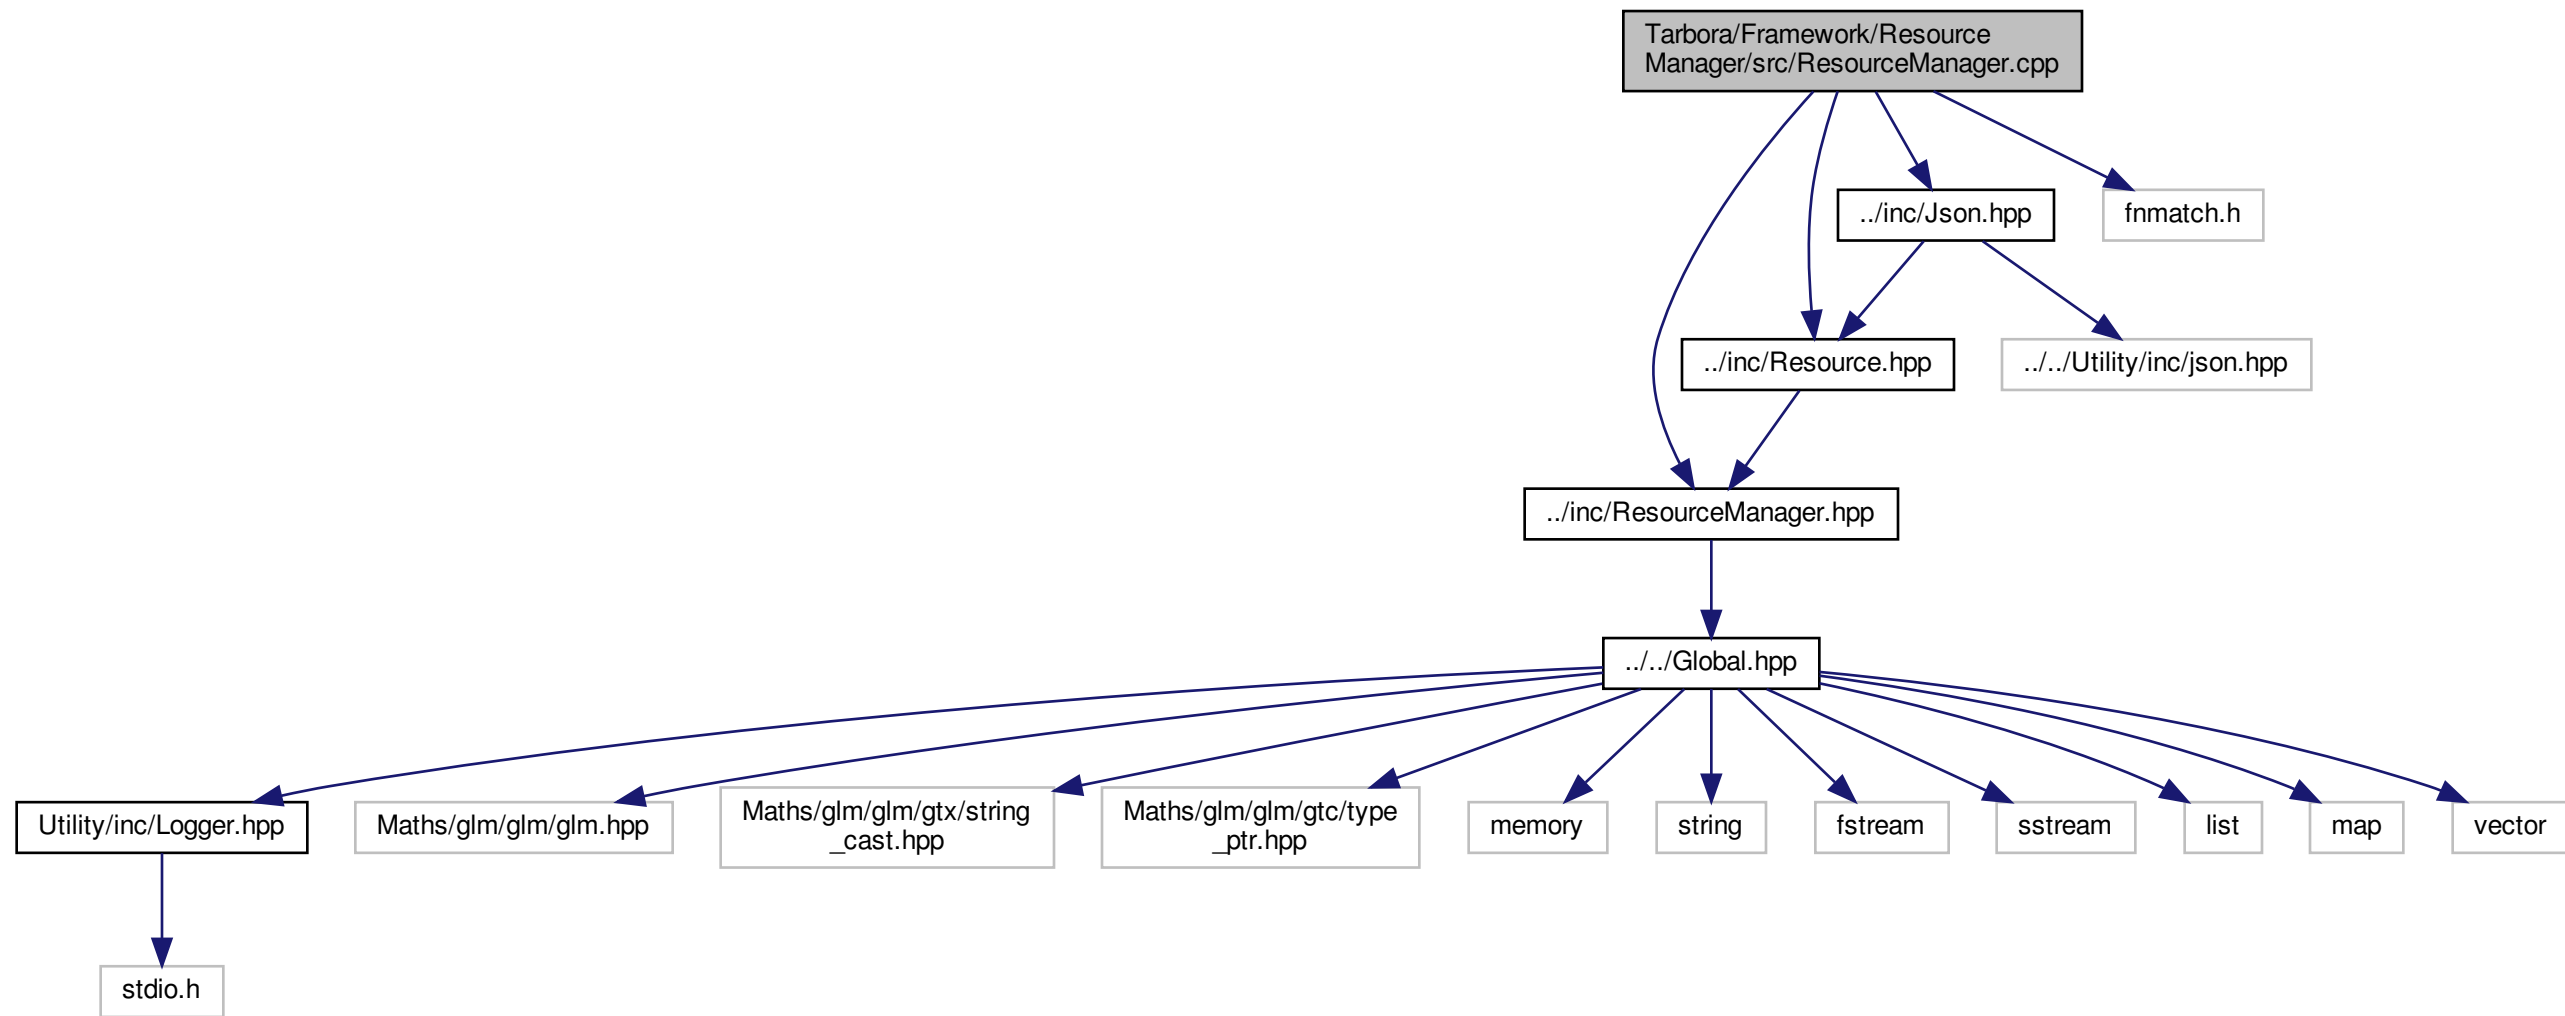 Tarbora/Framework/Resource
Manager/src/ResourceManager.cpp
../inc/Json.hpp
fnmatch.h
../inc/Resource.hpp
../../Utility/inc/json.hpp
../inc/ResourceManager.hpp
../../Global.hpp
Utility/inc/Logger.hpp
Maths/glm/glm/glm.hpp
Maths/glm/glm/gtx/string
_cast.hpp
Maths/glm/glm/gtc/type
_ptr.hpp
memory
string
fstream
sstream
list
map
vector
stdio.h